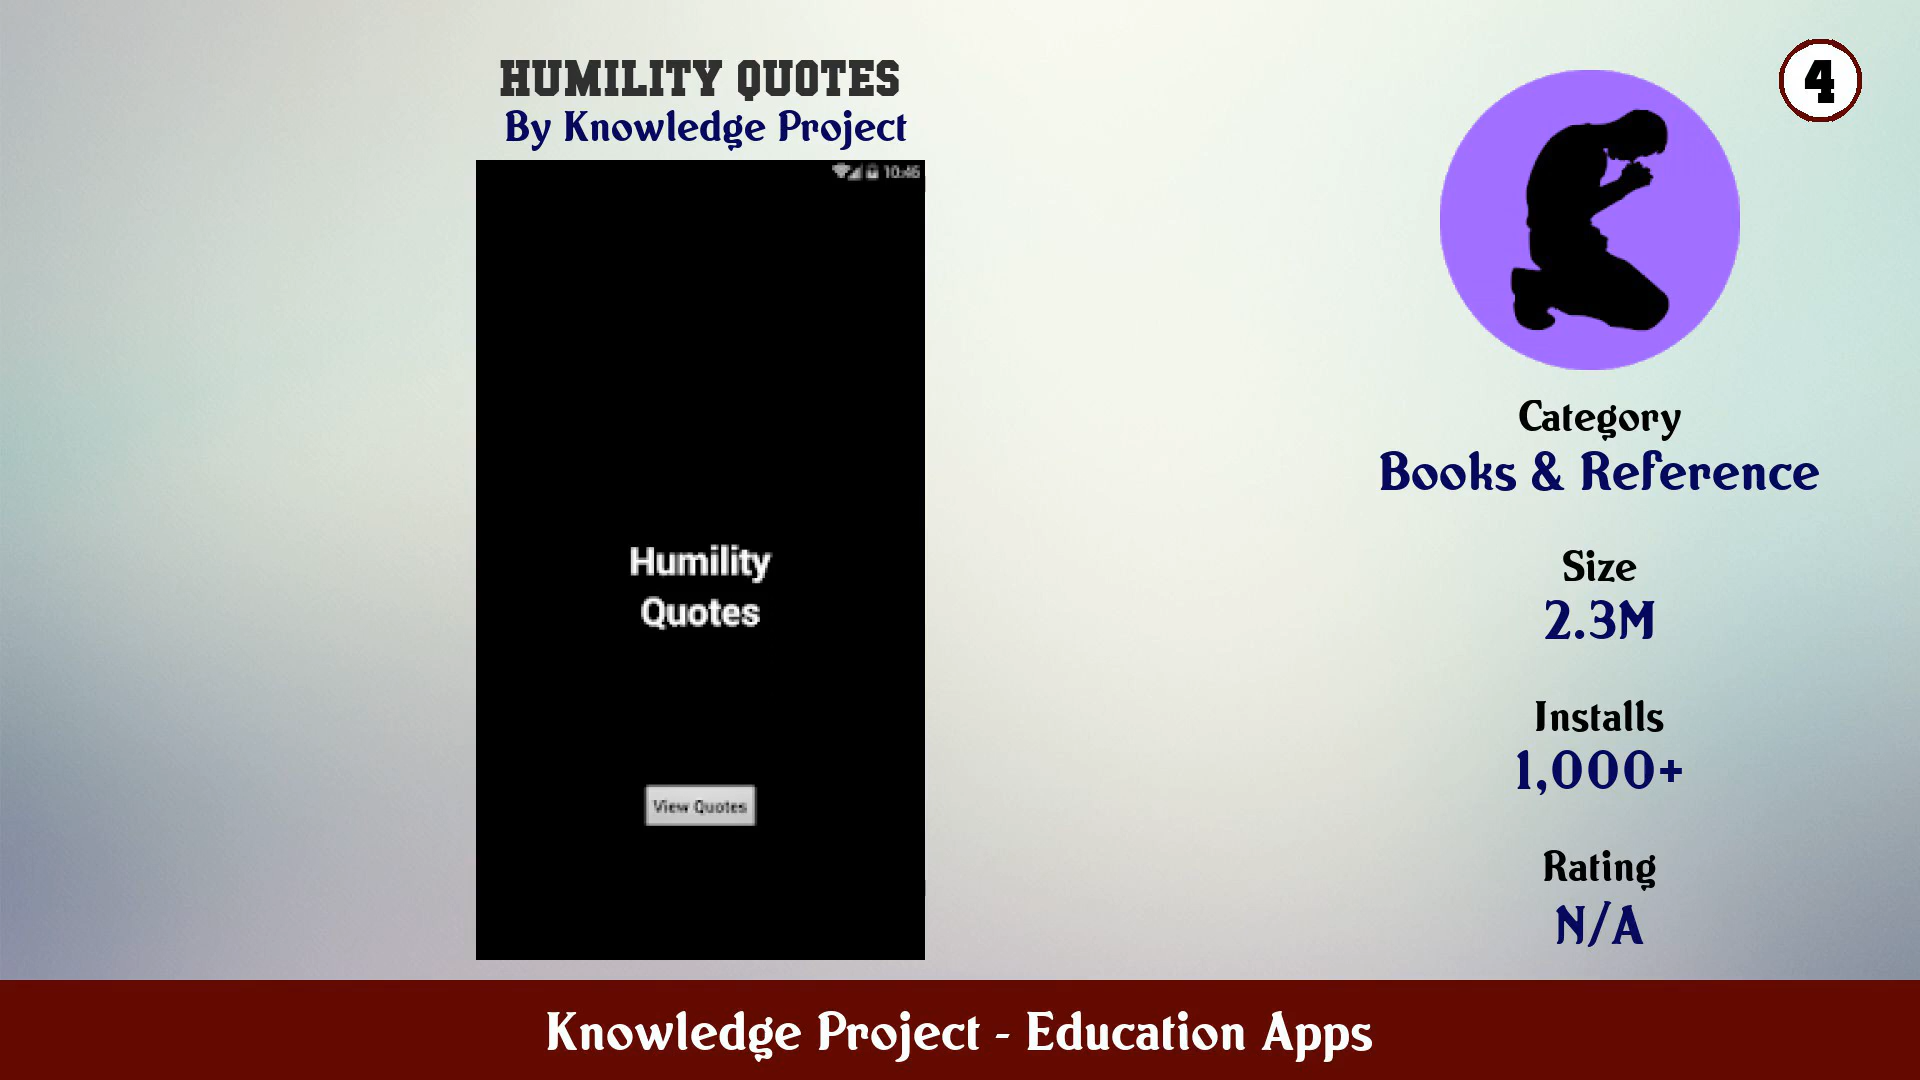 HUMILITY QUOTES
By Knowledge Project
10:46
Humility
Quotes
View Quotes
4
Category
Books & Reference
Size
2.3M
Installs
1,000+
Rating
N/A
Knowledge Project - Education Apps